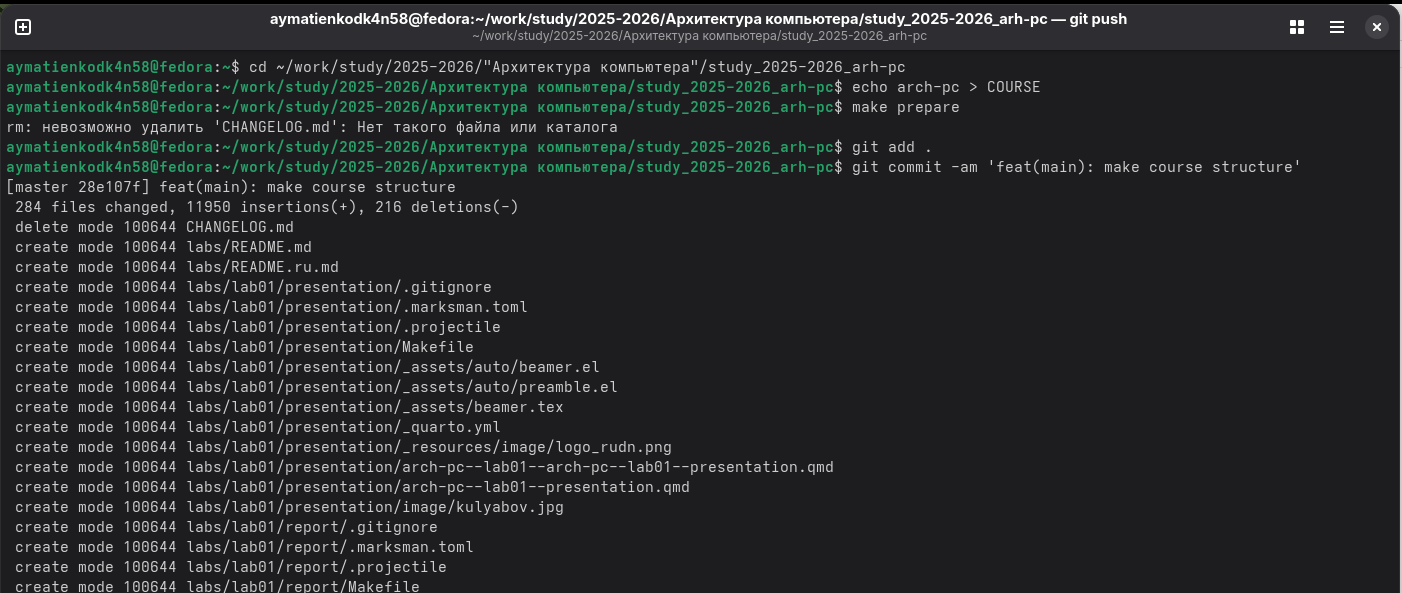 aymatienkodk4n58@fedora:~/work/study/2025-2026/Архитектура компьютера/study_2025-2026_arh-pc — git push
~/work/study/2025-2026/Архитектура компьютера/study_2025-2026_arh-pc
aymatienkodk4n58@fedora:~$ cd ~/work/study/2025-2026/"Архитектура компьютера"/study_2025-2026_arh-pc
aymatienkodk4n58@fedora:~/work/study/2025-2026/Архитектура компьютера/study_2025-2026_arh-pc$ echo arch-pc > COURSE
aymatienkodk4n58@fedora:~/work/study/2025-2026/Архитектура компьютера/study_2025-2026_arh-pc$ make prepare
rm: невозможно удалить 'CHANGELOG.md': Нет такого файла или каталога
aymatienkodk4n58@fedora:~/work/study/2025-2026/Архитектура компьютера/study_2025-2026_arh-pc$ git add .
aymatienkodk4n58@fedora:~/work/study/2025-2026/Архитектура компьютера/study_2025-2026_arh-pc$ git commit -am 'feat(main): make course structure'
[master 28e107f] feat(main): make course structure
 284 files changed, 11950 insertions(+), 216 deletions(-)
 delete mode 100644 CHANGELOG.md
 create mode 100644 labs/README.md
 create mode 100644 labs/README.ru.md
 create mode 100644 labs/lab01/presentation/.gitignore
 create mode 100644 labs/lab01/presentation/.marksman.toml
 create mode 100644 labs/lab01/presentation/.projectile
 create mode 100644 labs/lab01/presentation/Makefile
 create mode 100644 labs/lab01/presentation/_assets/auto/beamer.el
 create mode 100644 labs/lab01/presentation/_assets/auto/preamble.el
 create mode 100644 labs/lab01/presentation/_assets/beamer.tex
 create mode 100644 labs/lab01/presentation/_quarto.yml
 create mode 100644 labs/lab01/presentation/_resources/image/logo_rudn.png
 create mode 100644 labs/lab01/presentation/arch-pc--lab01--arch-pc--lab01--presentation.qmd
 create mode 100644 labs/lab01/presentation/arch-pc--lab01--presentation.qmd
 create mode 100644 labs/lab01/presentation/image/kulyabov.jpg
 create mode 100644 labs/lab01/report/.gitignore
 create mode 100644 labs/lab01/report/.marksman.toml
 create mode 100644 labs/lab01/report/.projectile
 create mode 100644 labs/lab01/report/Makefile